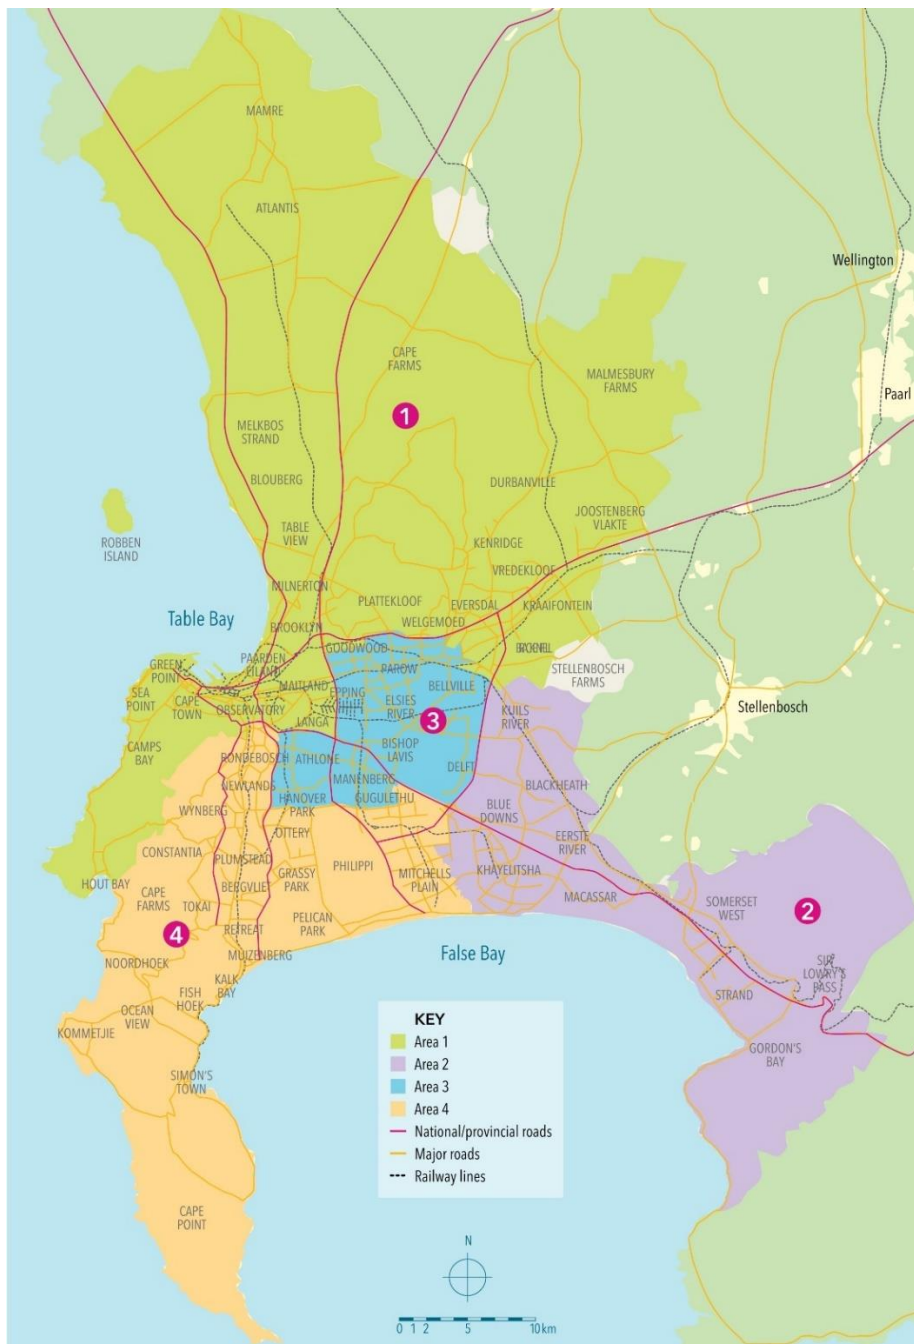 MAMRE
ATLANTIS
Wellington
CAPE
FARMS
MALMESBURY
FARMS
Paarl
1
MELKBOS
STRAND
BLOUBERG
DURBANVILLE
JOOSTENBERG
VLAKTE
TABLE
VIEW
ROBBEN
ISLAND
KENRIDGE
VREDEKLOOF
MILNERTON
PLATTEKLOOF
EVERSDAL
KRAAIFONTEIN
Table Bay
BROOKLYN
WELGEMOED
GOODWOOD
PAARDEN
EILAND
GREEN
POINT
PAROW
STELLENBOSCH
FARMS
SEA
POINT
CAPE
TOWN
MAITLAND
EPPING
BELLVILLE
OBSERVATORY
ELSIES
RIVER
KUILS
RIVER
Stellenbosch
LANGA
3
CAMPS
BAY
RONDEBOSCH
ATHLONE
BISHOP
LAVIS
DELFT
MANENBERG
NEWLANDS
HANOVER
PARK
GUGULETHU
BLACKHEATH
WYNBERG
BLUE
DOWNS
OTTERY
EERSTE
RIVER
CONSTANTIA
PLUMSTEAD
GRASSY
PARK
PHILIPPI
MITCHELLS
PLAIN
KHAYELITSHA
HOUT BAY
BERGVLIET
CAPE
FARMS
TOKAI
MACASSAR
SOMERSET
WEST
2
PELICAN
PARK
4
RETREAT
MUIZENBERG
False Bay
NOORDHOEK
KALK
BAY
SIR
LOWRY'S
PASS
FISH
HOEK
STRAND
OCEAN
VIEW
KOMMETJIE
GORDON'S
BAY
SIMON'S
TOWN
CAPE
POINT
KEY
Area 1
Area 2
Area 3
Area 4
National/provincial roads
Major roads
Railway lines
N
0 1 2 5 10 km